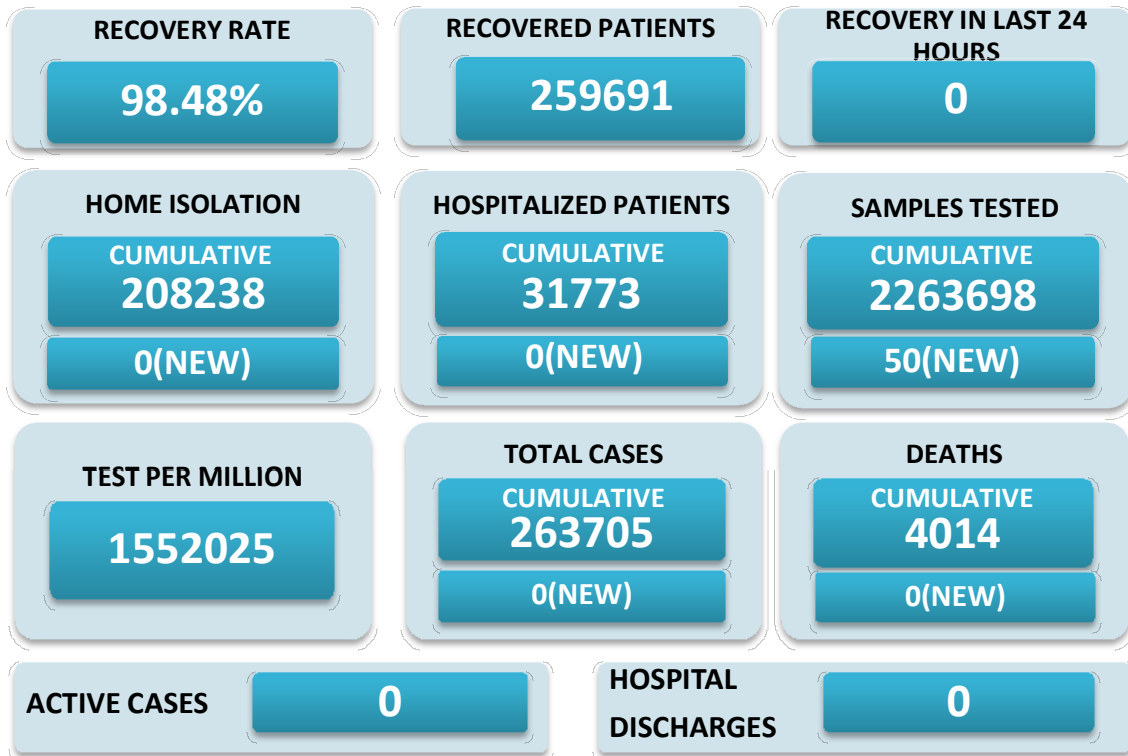 RECOVERY RATE
98.48%
RECOVERED PATIENTS
259691
RECOVERY IN LAST 24
HOURS
0
HOME ISOLATION
CUMULATIVE
208238
0(NEW)
HOSPITALIZED PATIENTS
CUMULATIVE
31773
0(NEW)
SAMPLES TESTED
CUMULATIVE
2263698
50(NEW)
TEST PER MILLION
1552025
TOTAL CASES
CUMULATIVE
263705
0(NEW)
DEATHS
CUMULATIVE
4014
0(NEW)
ACTIVE CASES
0
HOSPITAL
DISCHARGES
0